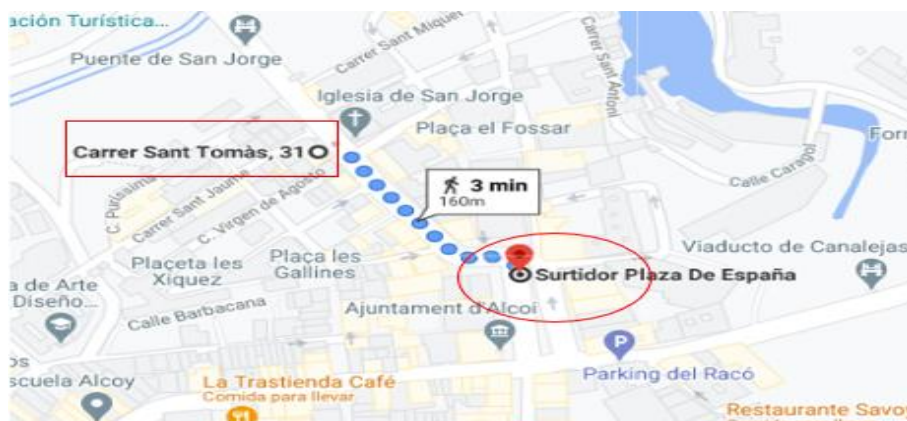 ación Turística...
Puente de San Jorge
Carrer Sant Miquel
Carrer Sant Antoni
Iglesia de San Jorge
Plaça el Fossar
Carrer Sant Tomàs, 31
Forn
3 min
160m
Calle Caragol
C. Puríssima
Carrer Sant Jaume
C. Virgen de Agosto
Viaducto de Canalejas
Placeta les
Xiquez
Plaça les
Gallines
Surtidor Plaza De España
a de Arte
Diseño...
Calle Barbacana
Ajuntament d'Alcoi
P
Parking del Racó
os
scuela Alcoy
La Trastienda Café
Comida para llevar
Restaurante Savoy